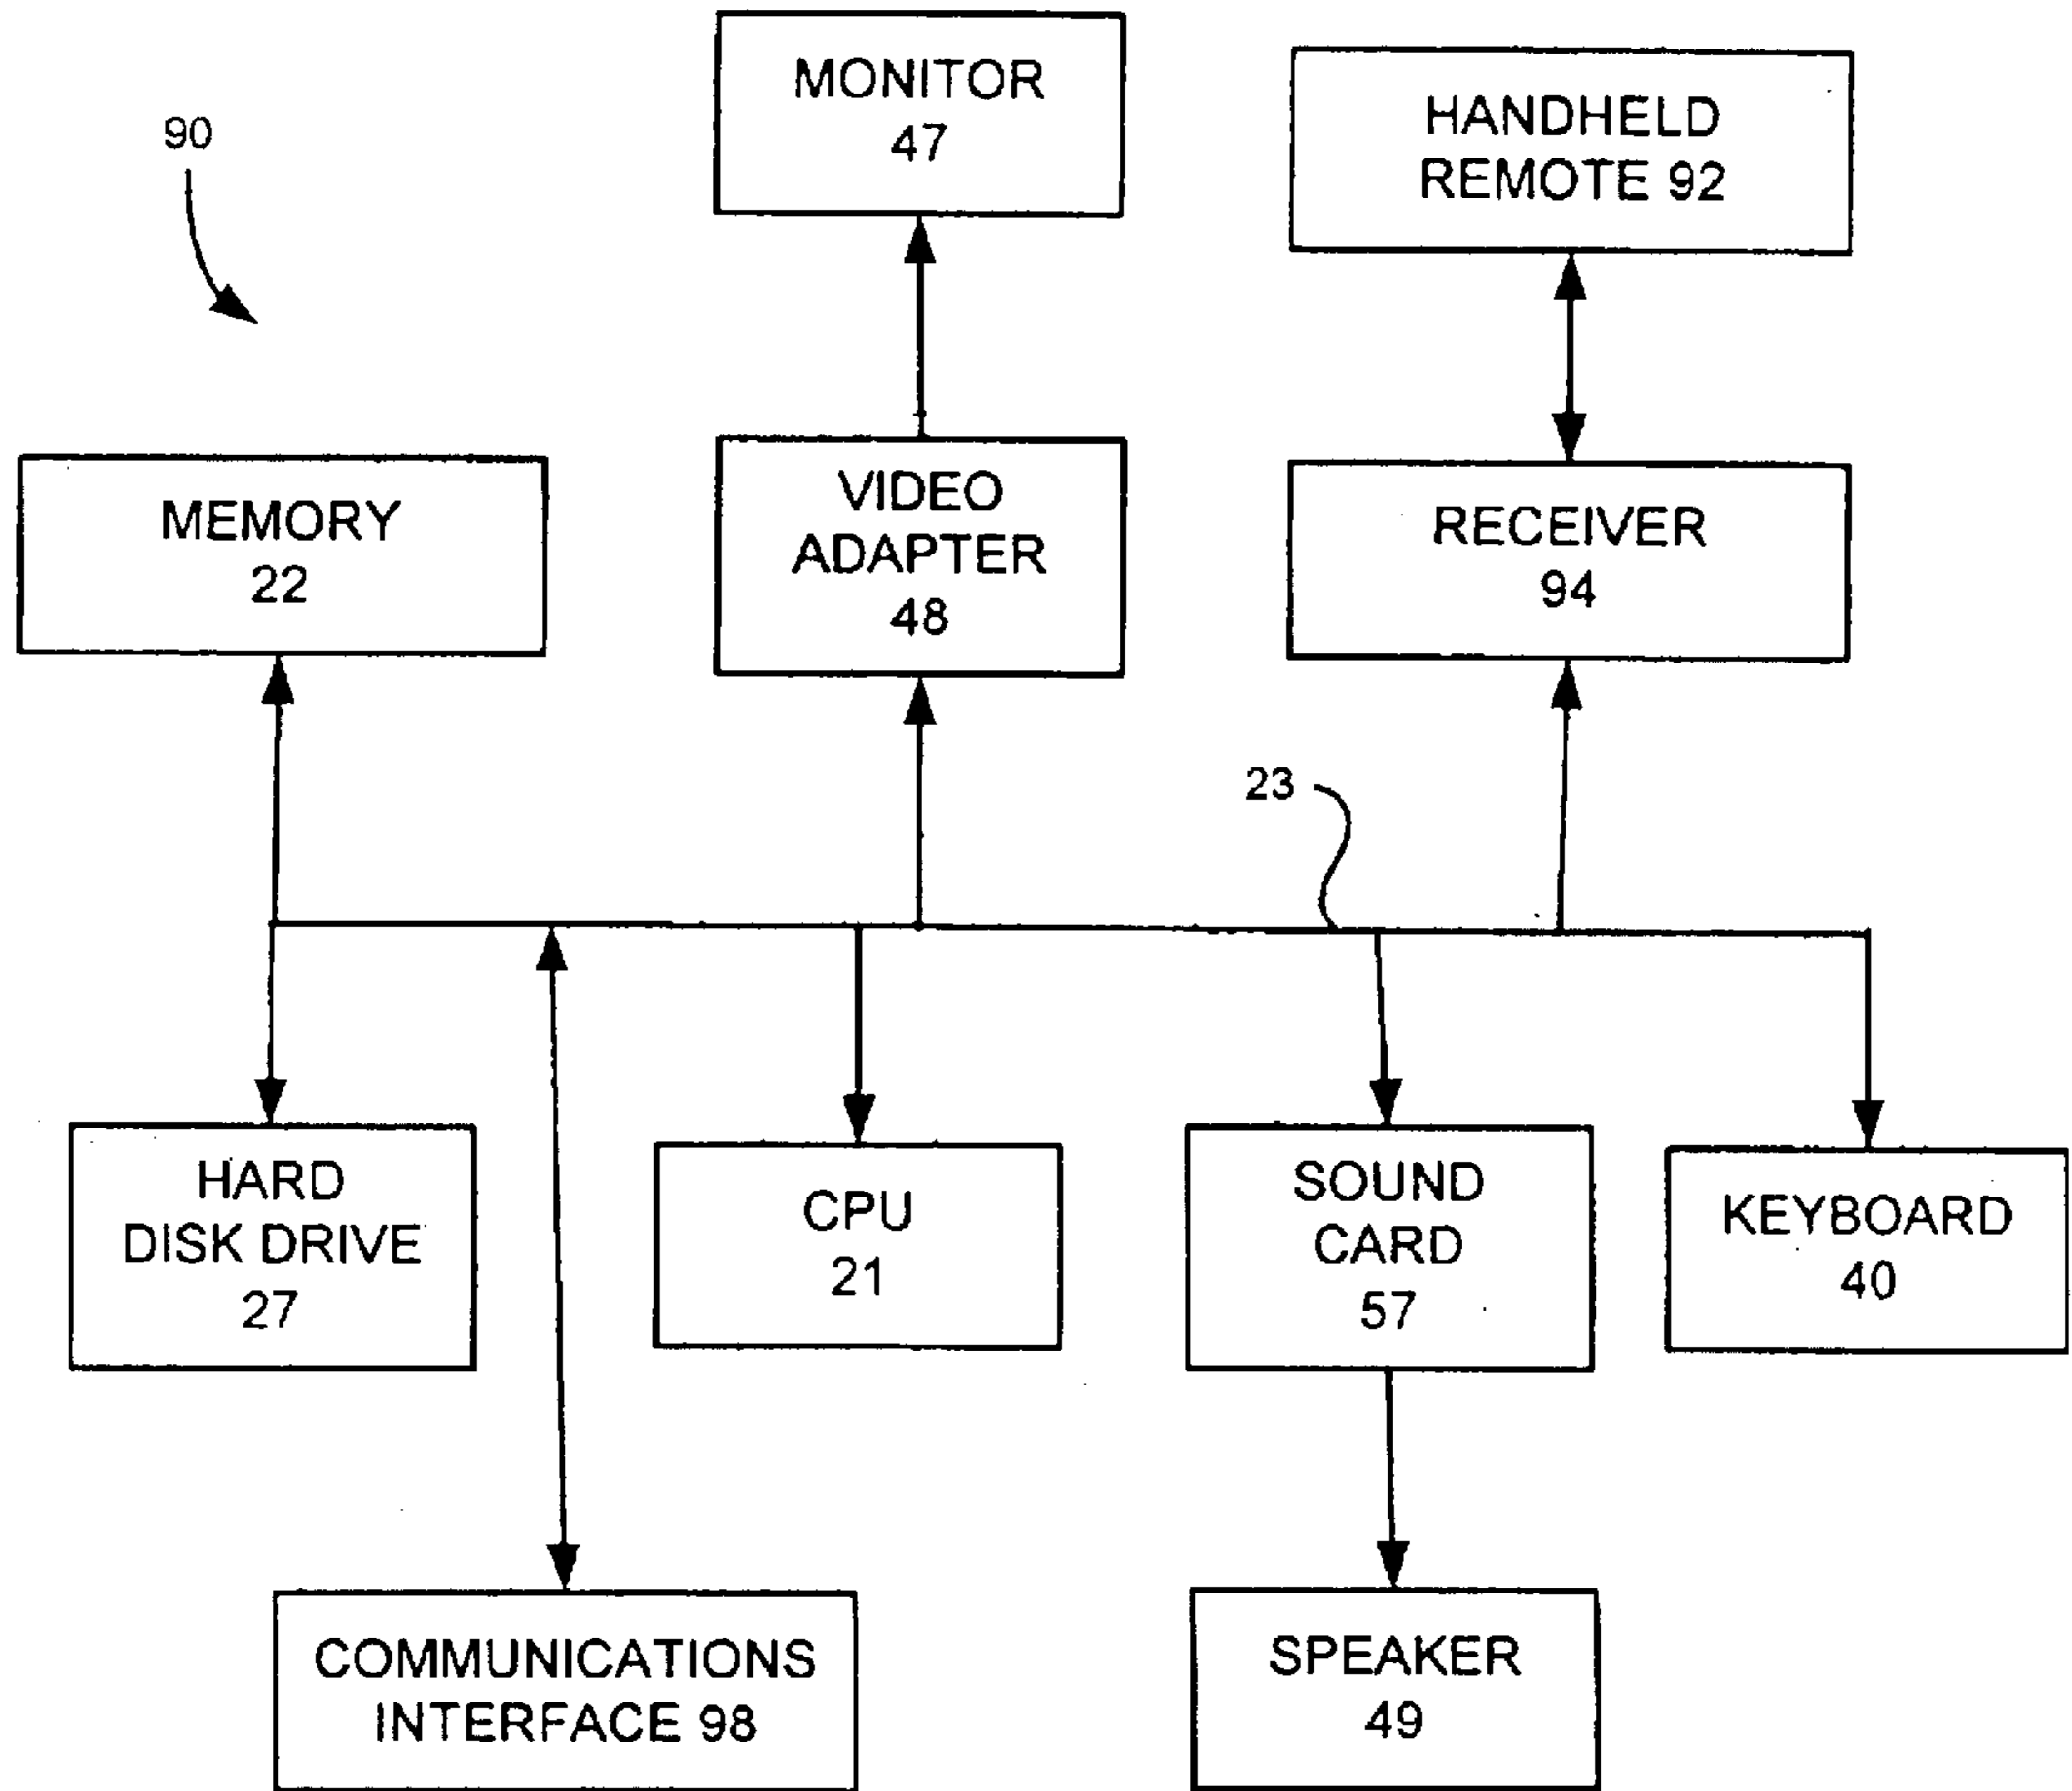 MONITOR
47
HANDHELD
REMOTE 92
90
MEMORY
22
VIDEO
ADAPTER
48
RECEIVER
94
23
HARD
DISK DRIVE
27
CPU
21
SOUND
CARD
57
KEYBOARD
40
COMMUNICATIONS
INTERFACE 98
SPEAKER
49